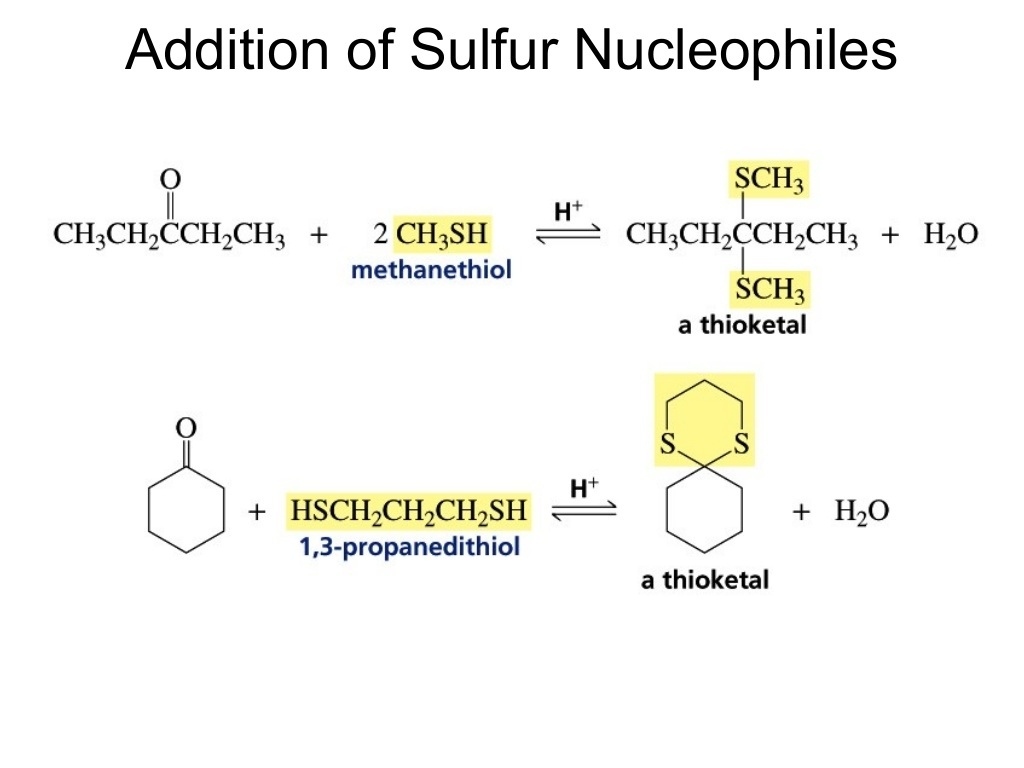 Addition of Sulfur Nucleophiles
O
SCH₃
CH₃CH₂CCH₂CH₃ + 2 CH₃SH H⁺ CH₃CH₂CCH₂CH₃ + H₂O
methanethiol
SCH₃
a thioketal
O
S S
+ HSCH₂CH₂CH₂SH H⁺ + H₂O
1,3-propanedithiol
a thioketal